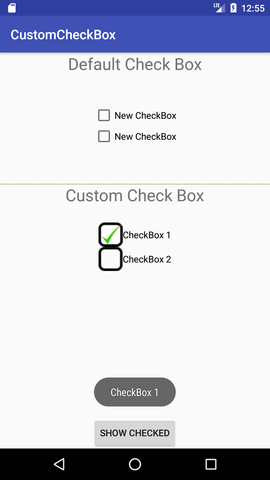 LTE 12:55
CustomCheckBox
Default Check Box
New CheckBox
New CheckBox
Custom Check Box
CheckBox 1
CheckBox 2
CheckBox 1
SHOW CHECKED